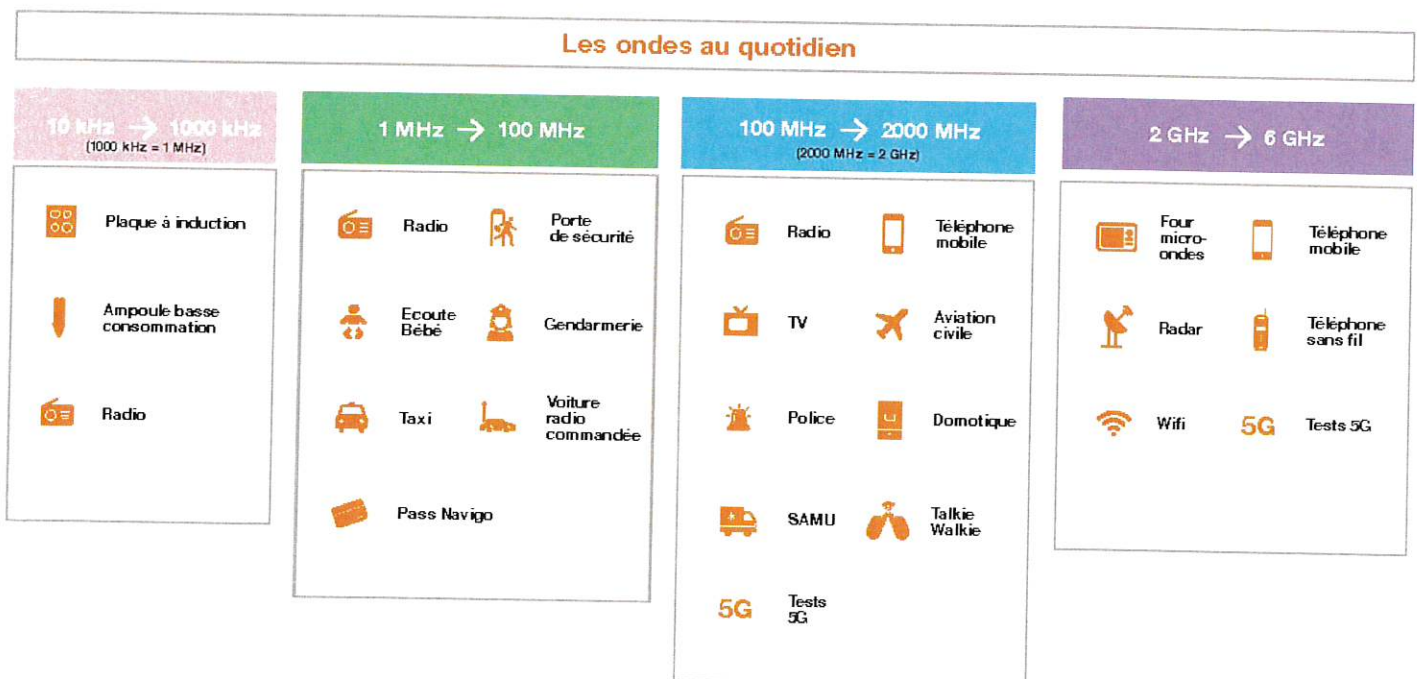 Les ondes au quotidien
10 kHz → 1000 kHz
(1000 kHz = 1 MHz)
Plaque à induction
Ampoule basse
consommation
Radio
1 MHz → 100 MHz
Radio
Porte
de sécurité
Ecoute
Bébé
Gendarmerie
Taxi
Voiture
radio
commandée
Pass Navigo
100 MHz → 2000 MHz
(2000 MHz = 2 GHz)
Radio
Téléphone
mobile
TV
Aviation
civile
Police
Domotique
SAMU
Talkie
Walkie
5G
Tests
5G
2 GHz → 6 GHz
Four
micro-
ondes
Téléphone
mobile
Radar
Téléphone
sans fil
Wifi
5G
Tests 5G